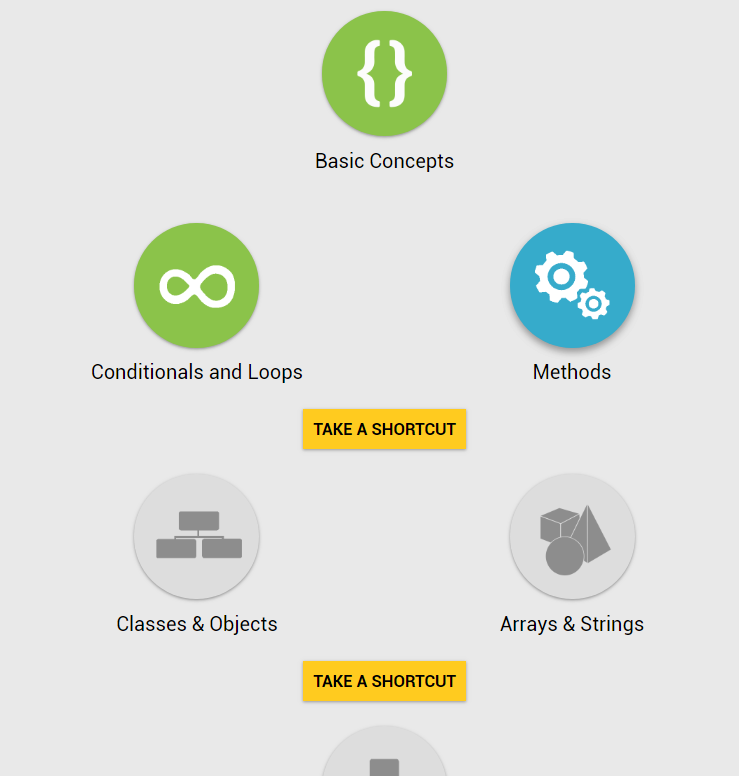 {}
Basic Concepts
Conditionals and Loops
Methods
TAKE A SHORTCUT
Classes & Objects
Arrays & Strings
TAKE A SHORTCUT